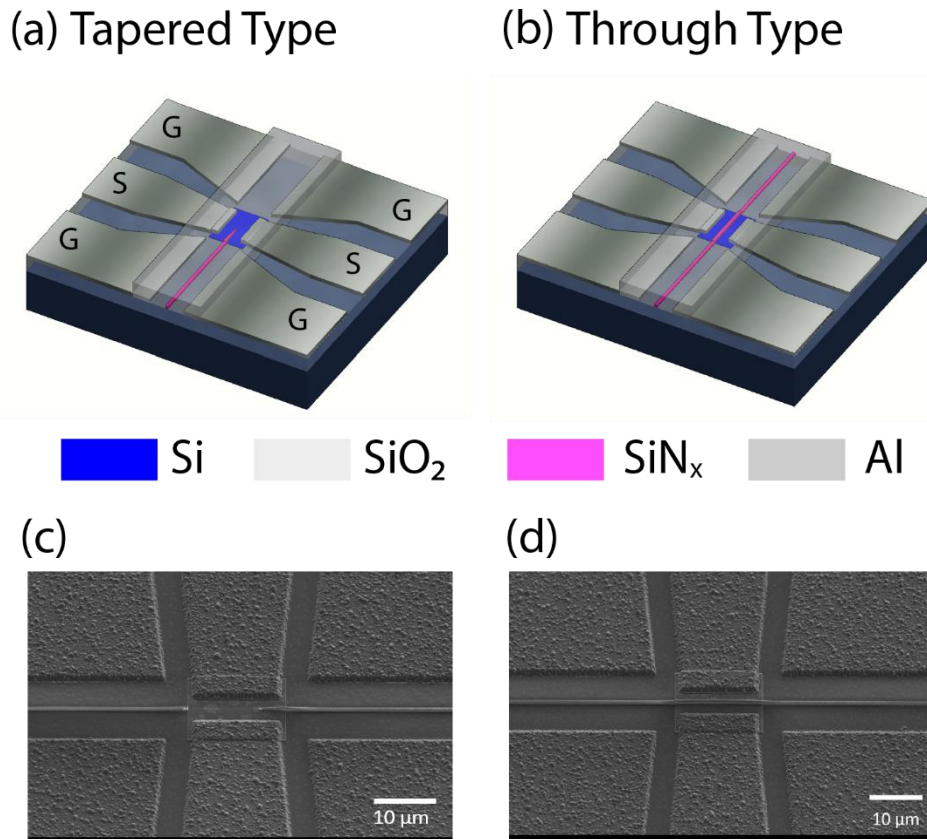 (a) Tapered Type
(b) Through Type
G
S
G
G
S
G
Si
SiO₂
SiNₓ
Al
(c)
(d)
10 μm
10 μm